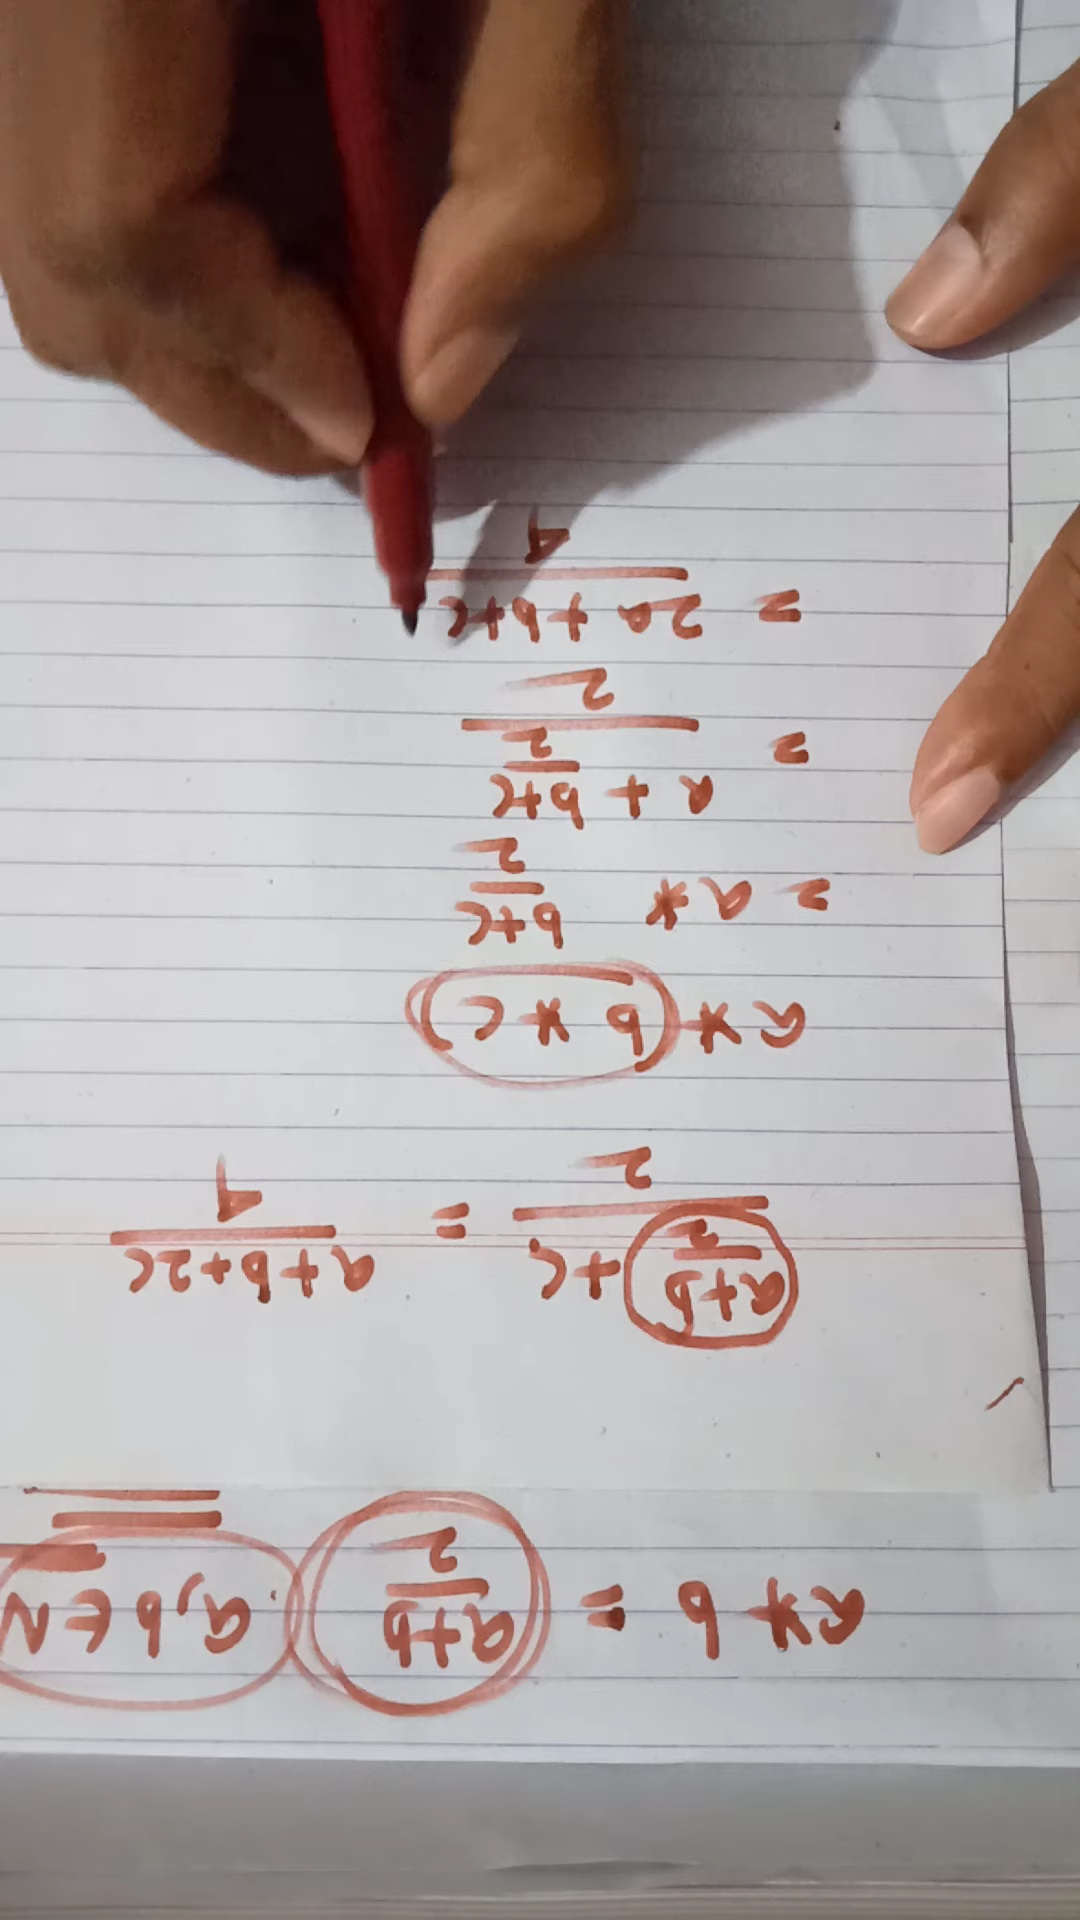 a * b = (a+b)/2 a, b ∈ N
((a+b)/2 + c)/2 = (a+b+2c)/4
a * (b * c)
= a * (b+c)/2
= (a + (b+c)/2)/2
= (2a+b+c)/4